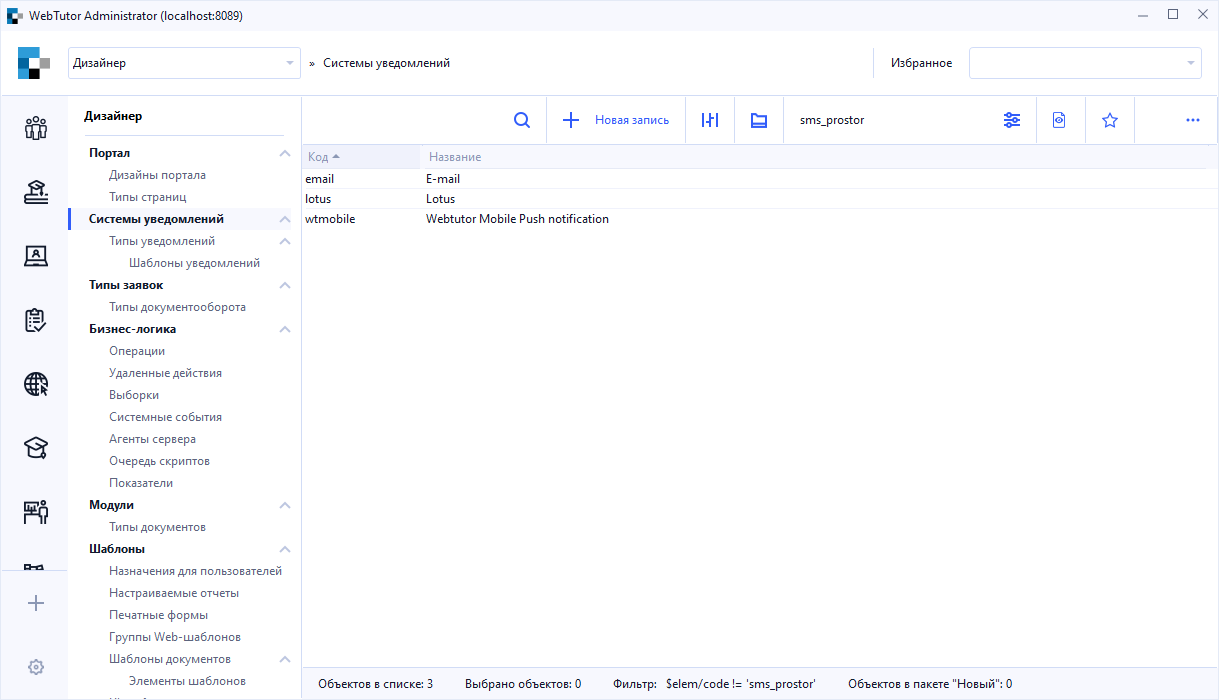 WebTutor Administrator (localhost:8089)
Дизайнер » Системы уведомлений Избранное
Дизайнер
Портал
Дизайны портала
Типы страниц
Системы уведомлений
Типы уведомлений
Шаблоны уведомлений
Типы заявок
Типы документооборота
Бизнес-логика
Операции
Удаленные действия
Выборки
Системные события
Агенты сервера
Очередь скриптов
Показатели
Модули
Типы документов
Шаблоны
Назначения для пользователей
Настраиваемые отчеты
Печатные формы
Группы Web-шаблонов
Шаблоны документов
Элементы шаблонов
Новая запись sms_prostor
Код Название
email E-mail
lotus Lotus
wtmobile Webtutor Mobile Push notification
Объектов в списке: 3 Выбрано объектов: 0 Фильтр: $elem/code != 'sms_prostor' Объектов в пакете "Новый": 0